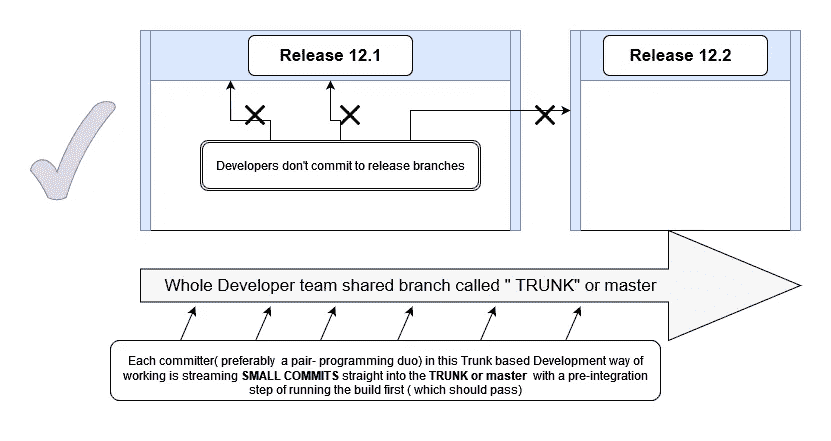 Release 12.1
Release 12.2
Developers don't commit to release branches
Whole Developer team shared branch called " TRUNK" or master
Each committer( preferably a pair- programming duo) in this Trunk based Development way of
working is streaming SMALL COMMITS straight into the TRUNK or master with a pre-integration
step of running the build first ( which should pass)